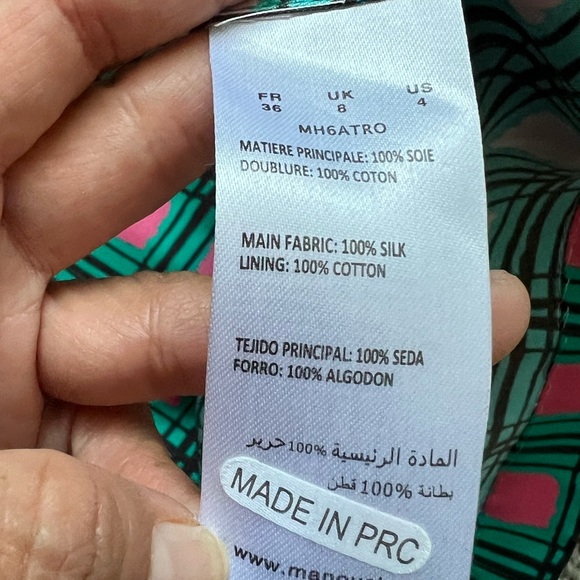 FR UK US
36 8 4
MH6ATRO
MATIERE PRINCIPALE: 100% SOIE
DOUBLURE: 100% COTON
MAIN FABRIC: 100% SILK
LINING: 100% COTTON
TEJIDO PRINCIPAL: 100% SEDA
FORRO: 100% ALGODON
المادة الرئيسية 100% حرير
بطانة 100% قطن
MADE IN PRC